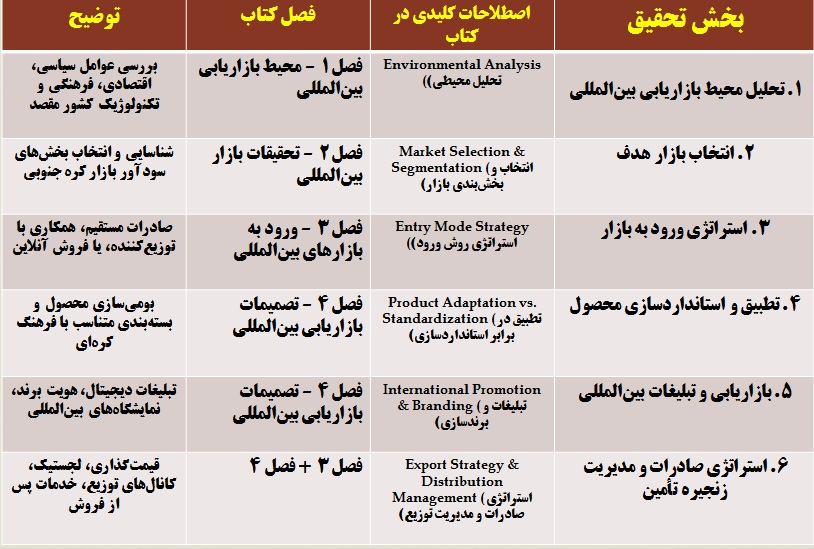 بخش تحقیق
اصطلاحات کلیدی در
کتاب
فصل کتاب
توضیح
۱. تحلیل محیط بازاریابی بین‌المللی
Environmental Analysis
تحلیل محیطی))
فصل ۱ - محیط بازاریابی
بین‌المللی
بررسی عوامل سیاسی،
اقتصادی، فرهنگی و
تکنولوژیک کشور مقصد
۲. انتخاب بازار هدف
Market Selection &
Segmentation (انتخاب و
بخش‌بندی بازار)
فصل ۲ - تحقیقات بازار
بین‌المللی
شناسایی و انتخاب بخش‌های
سودآور بازار کره جنوبی
۳. استراتژی ورود به بازار
Entry Mode Strategy
استراتژی روش ورود))
فصل ۳ - ورود به
بازارهای بین‌المللی
صادرات مستقیم، همکاری با
توزیع‌کننده، یا فروش آنلاین
۴. تطبیق و استانداردسازی محصول
Product Adaptation vs.
Standardization (تطبیق در
برابر استانداردسازی)
فصل ۴ - تصمیمات
بازاریابی بین‌المللی
بومی‌سازی محصول و
بسته‌بندی متناسب با فرهنگ
کره‌ای
۵. بازاریابی و تبلیغات بین‌المللی
International Promotion
& Branding (تبلیغات و
برندسازی)
فصل ۴ - تصمیمات
بازاریابی بین‌المللی
تبلیغات دیجیتال، هویت برند،
نمایشگاه‌های بین‌المللی
۶. استراتژی صادرات و مدیریت
زنجیره تأمین
Export Strategy &
Distribution
Management (استراتژی
صادرات و مدیریت توزیع)
فصل ۳ + فصل ۴
قیمت‌گذاری، لجستیک،
کانال‌های توزیع، خدمات پس
از فروش